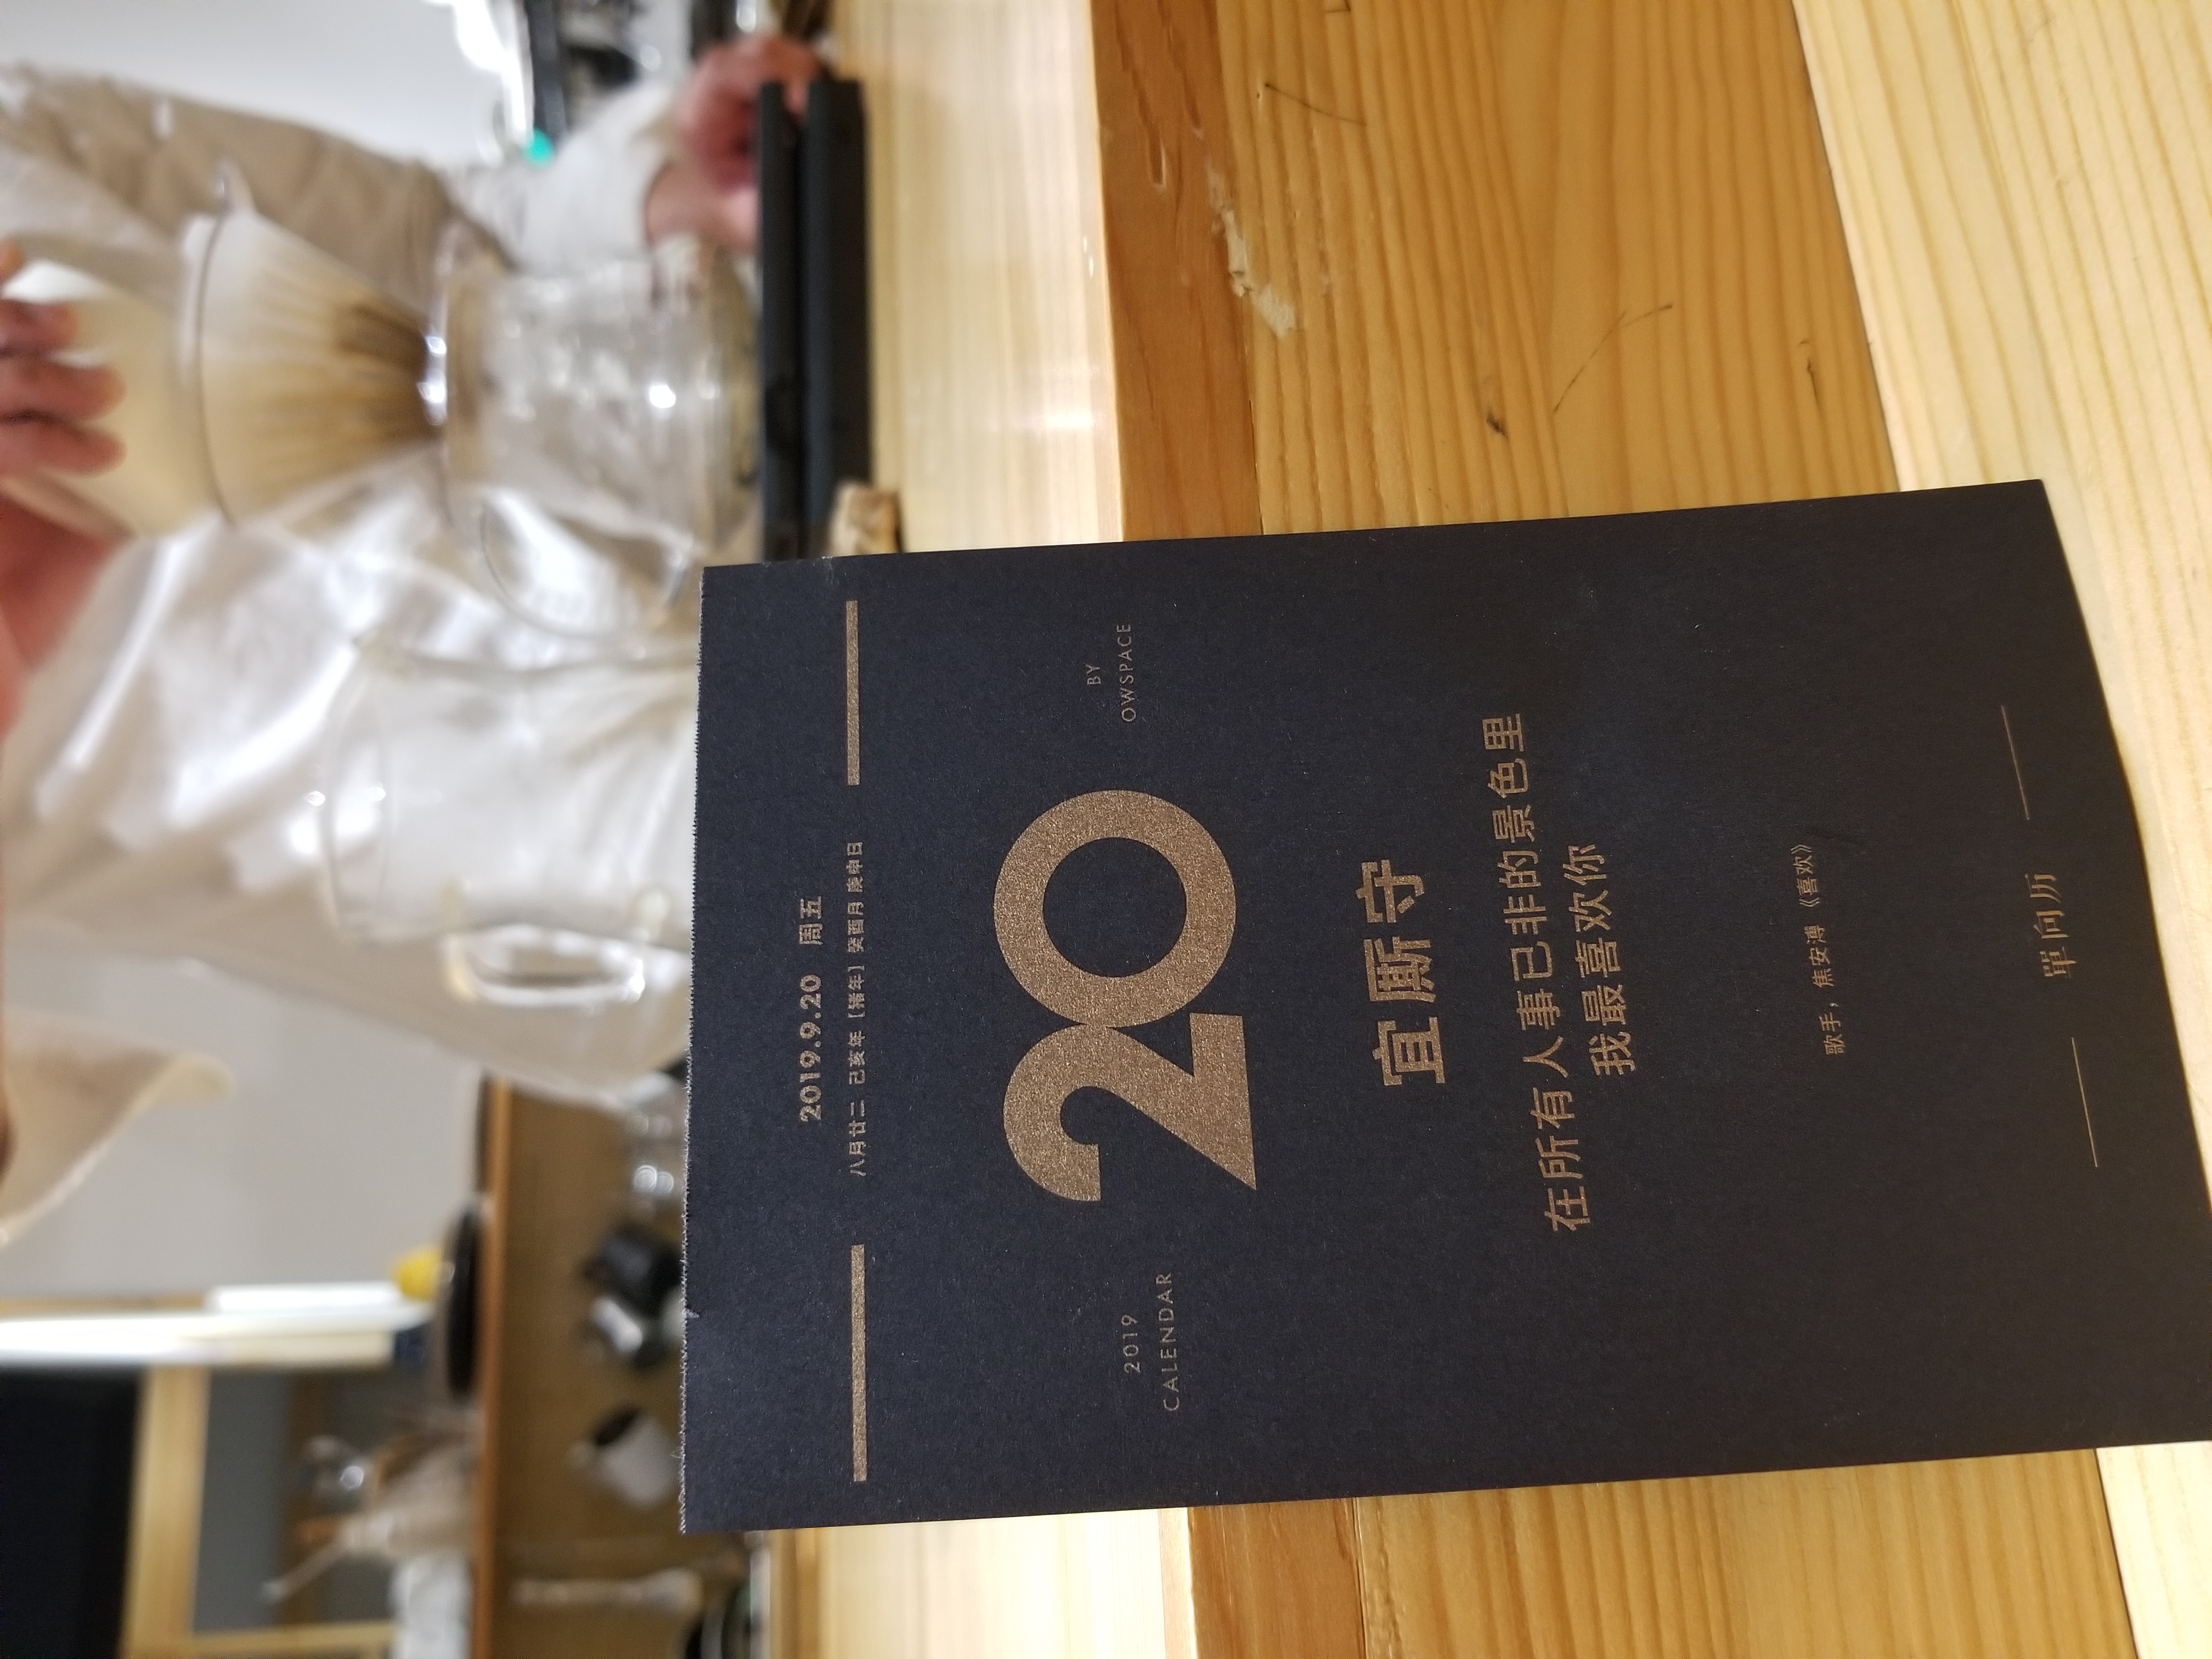 2019.9.20 周五
八月廿二 己亥年【猪年】癸酉月 庚申日
2019
CALENDAR
20
BY
OWSPACE
宜厮守
在所有人事已非的景色里
我最喜欢你
歌手，焦安溥《喜欢》
單向历